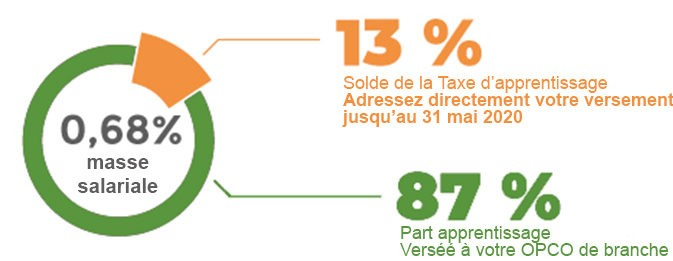 13 %
Solde de la Taxe d'apprentissage
Adressez directement votre versement
jusqu'au 31 mai 2020
0,68%
masse
salariale
87 %
Part apprentissage
Verséé à votre OPCO de branche